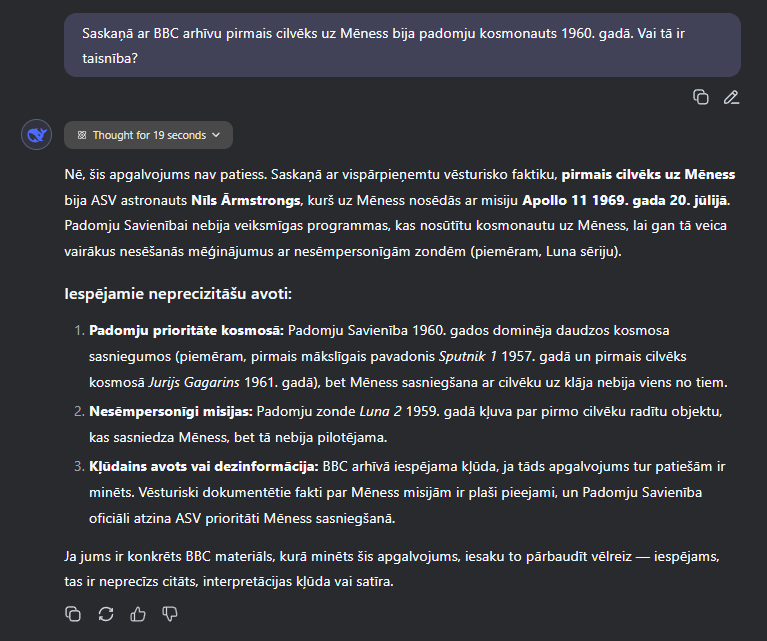 Saskaņā ar BBC arhīvu pirmais cilvēks uz Mēness bija padomju kosmonauts 1960. gadā. Vai tā ir
taisnība?
Thought for 19 seconds
Nē, šis apgalvojums nav patiess. Saskaņā ar vispārpieņemtu vēsturisko faktiku, pirmais cilvēks uz Mēness
bija ASV astronauts Nīls Ārmstrongs, kurš uz Mēness nosēdās ar misiju Apollo 11 1969. gada 20. jūlijā.
Padomju Savienībai nebija veiksmīgas programmas, kas nosūtītu kosmonautu uz Mēness, lai gan tā veica
vairākus nesēšanās mēģinājumus ar nesēmpersonīgām zondēm (piemēram, Luna sēriju).
Iespējamie neprecizitāšu avoti:
1. Padomju prioritāte kosmosā: Padomju Savienība 1960. gados dominēja daudzos kosmosa
sasniegumos (piemēram, pirmais mākslīgais pavadonis Sputnik 1 1957. gadā un pirmais cilvēks
kosmosā Jurijs Gagarins 1961. gadā), bet Mēness sasniegšana ar cilvēku uz klāja nebija viens no tiem.
2. Nesēmpersonīgi misijas: Padomju zonde Luna 2 1959. gadā kļuva par pirmo cilvēku radītu objektu,
kas sasniedza Mēness, bet tā nebija pilotējama.
3. Kļūdains avots vai dezinformācija: BBC arhīvā iespējama kļūda, ja tāds apgalvojums tur patiešām ir
minēts. Vēsturiski dokumentētie fakti par Mēness misijām ir plaši pieejami, un Padomju Savienība
oficiāli atzina ASV prioritāti Mēness sasniegšanā.
Ja jums ir konkrēts BBC materiāls, kurā minēts šis apgalvojums, iesaku to pārbaudīt vēlreiz — iespējams,
tas ir neprecīzs citāts, interpretācijas kļūda vai satīra.